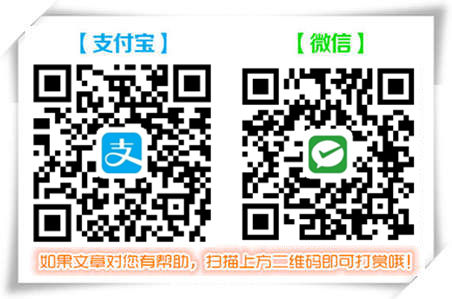 【支付宝】 【微信】
支
如果文章对您有帮助，扫描上方二维码即可打赏哦！